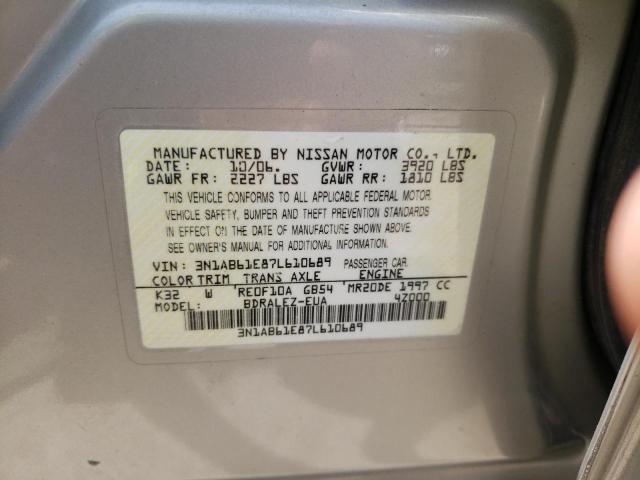 MANUFACTURED BY NISSAN MOTOR CO., LTD.
DATE: 10/06. GVWR: 3920 LBS
GAWR FR: 2227 LBS GAWR RR: 1810 LBS
THIS VEHICLE CONFORMS TO ALL APPLICABLE FEDERAL MOTOR
VEHICLE SAFETY, BUMPER AND THEFT PREVENTION STANDARDS
IN EFFECT ON THE DATE OF MANUFACTURE SHOWN ABOVE.
SEE OWNER'S MANUAL FOR ADDITIONAL INFORMATION.
VIN: 3N1AB61E87L610689 PASSENGER CAR.
COLOR TRIM TRANS AXLE ENGINE
K32 W RE0F10A GB54 MR20DE 1997 CC
MODEL: BDRALEZ-EUA 4Z000
3N1AB61E87L610689